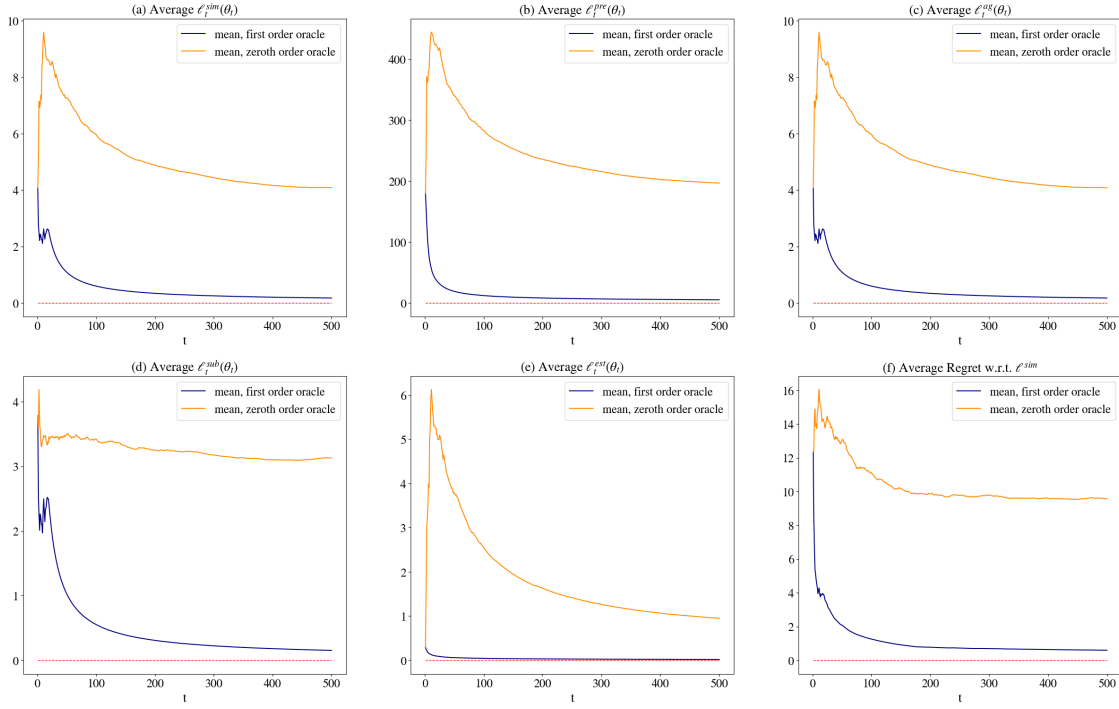 (a) Average ℓ_t^{sim}(θ_t)
mean, first order oracle
mean, zeroth order oracle
10
8
6
4
2
0
0 100 200 300 400 500
t
(b) Average ℓ_t^{pre}(θ_t)
mean, first order oracle
mean, zeroth order oracle
400
300
200
100
0
0 100 200 300 400 500
t
(c) Average ℓ_t^{ag}(θ_t)
mean, first order oracle
mean, zeroth order oracle
10
8
6
4
2
0
0 100 200 300 400 500
t
(d) Average ℓ_t^{sub}(θ_t)
mean, first order oracle
mean, zeroth order oracle
4
3
2
1
0
0 100 200 300 400 500
t
(e) Average ℓ_t^{est}(θ_t)
mean, first order oracle
mean, zeroth order oracle
6
5
4
3
2
1
0
0 100 200 300 400 500
t
(f) Average Regret w.r.t. ℓ^{sim}
mean, first order oracle
mean, zeroth order oracle
16
14
12
10
8
6
4
2
0
0 100 200 300 400 500
t